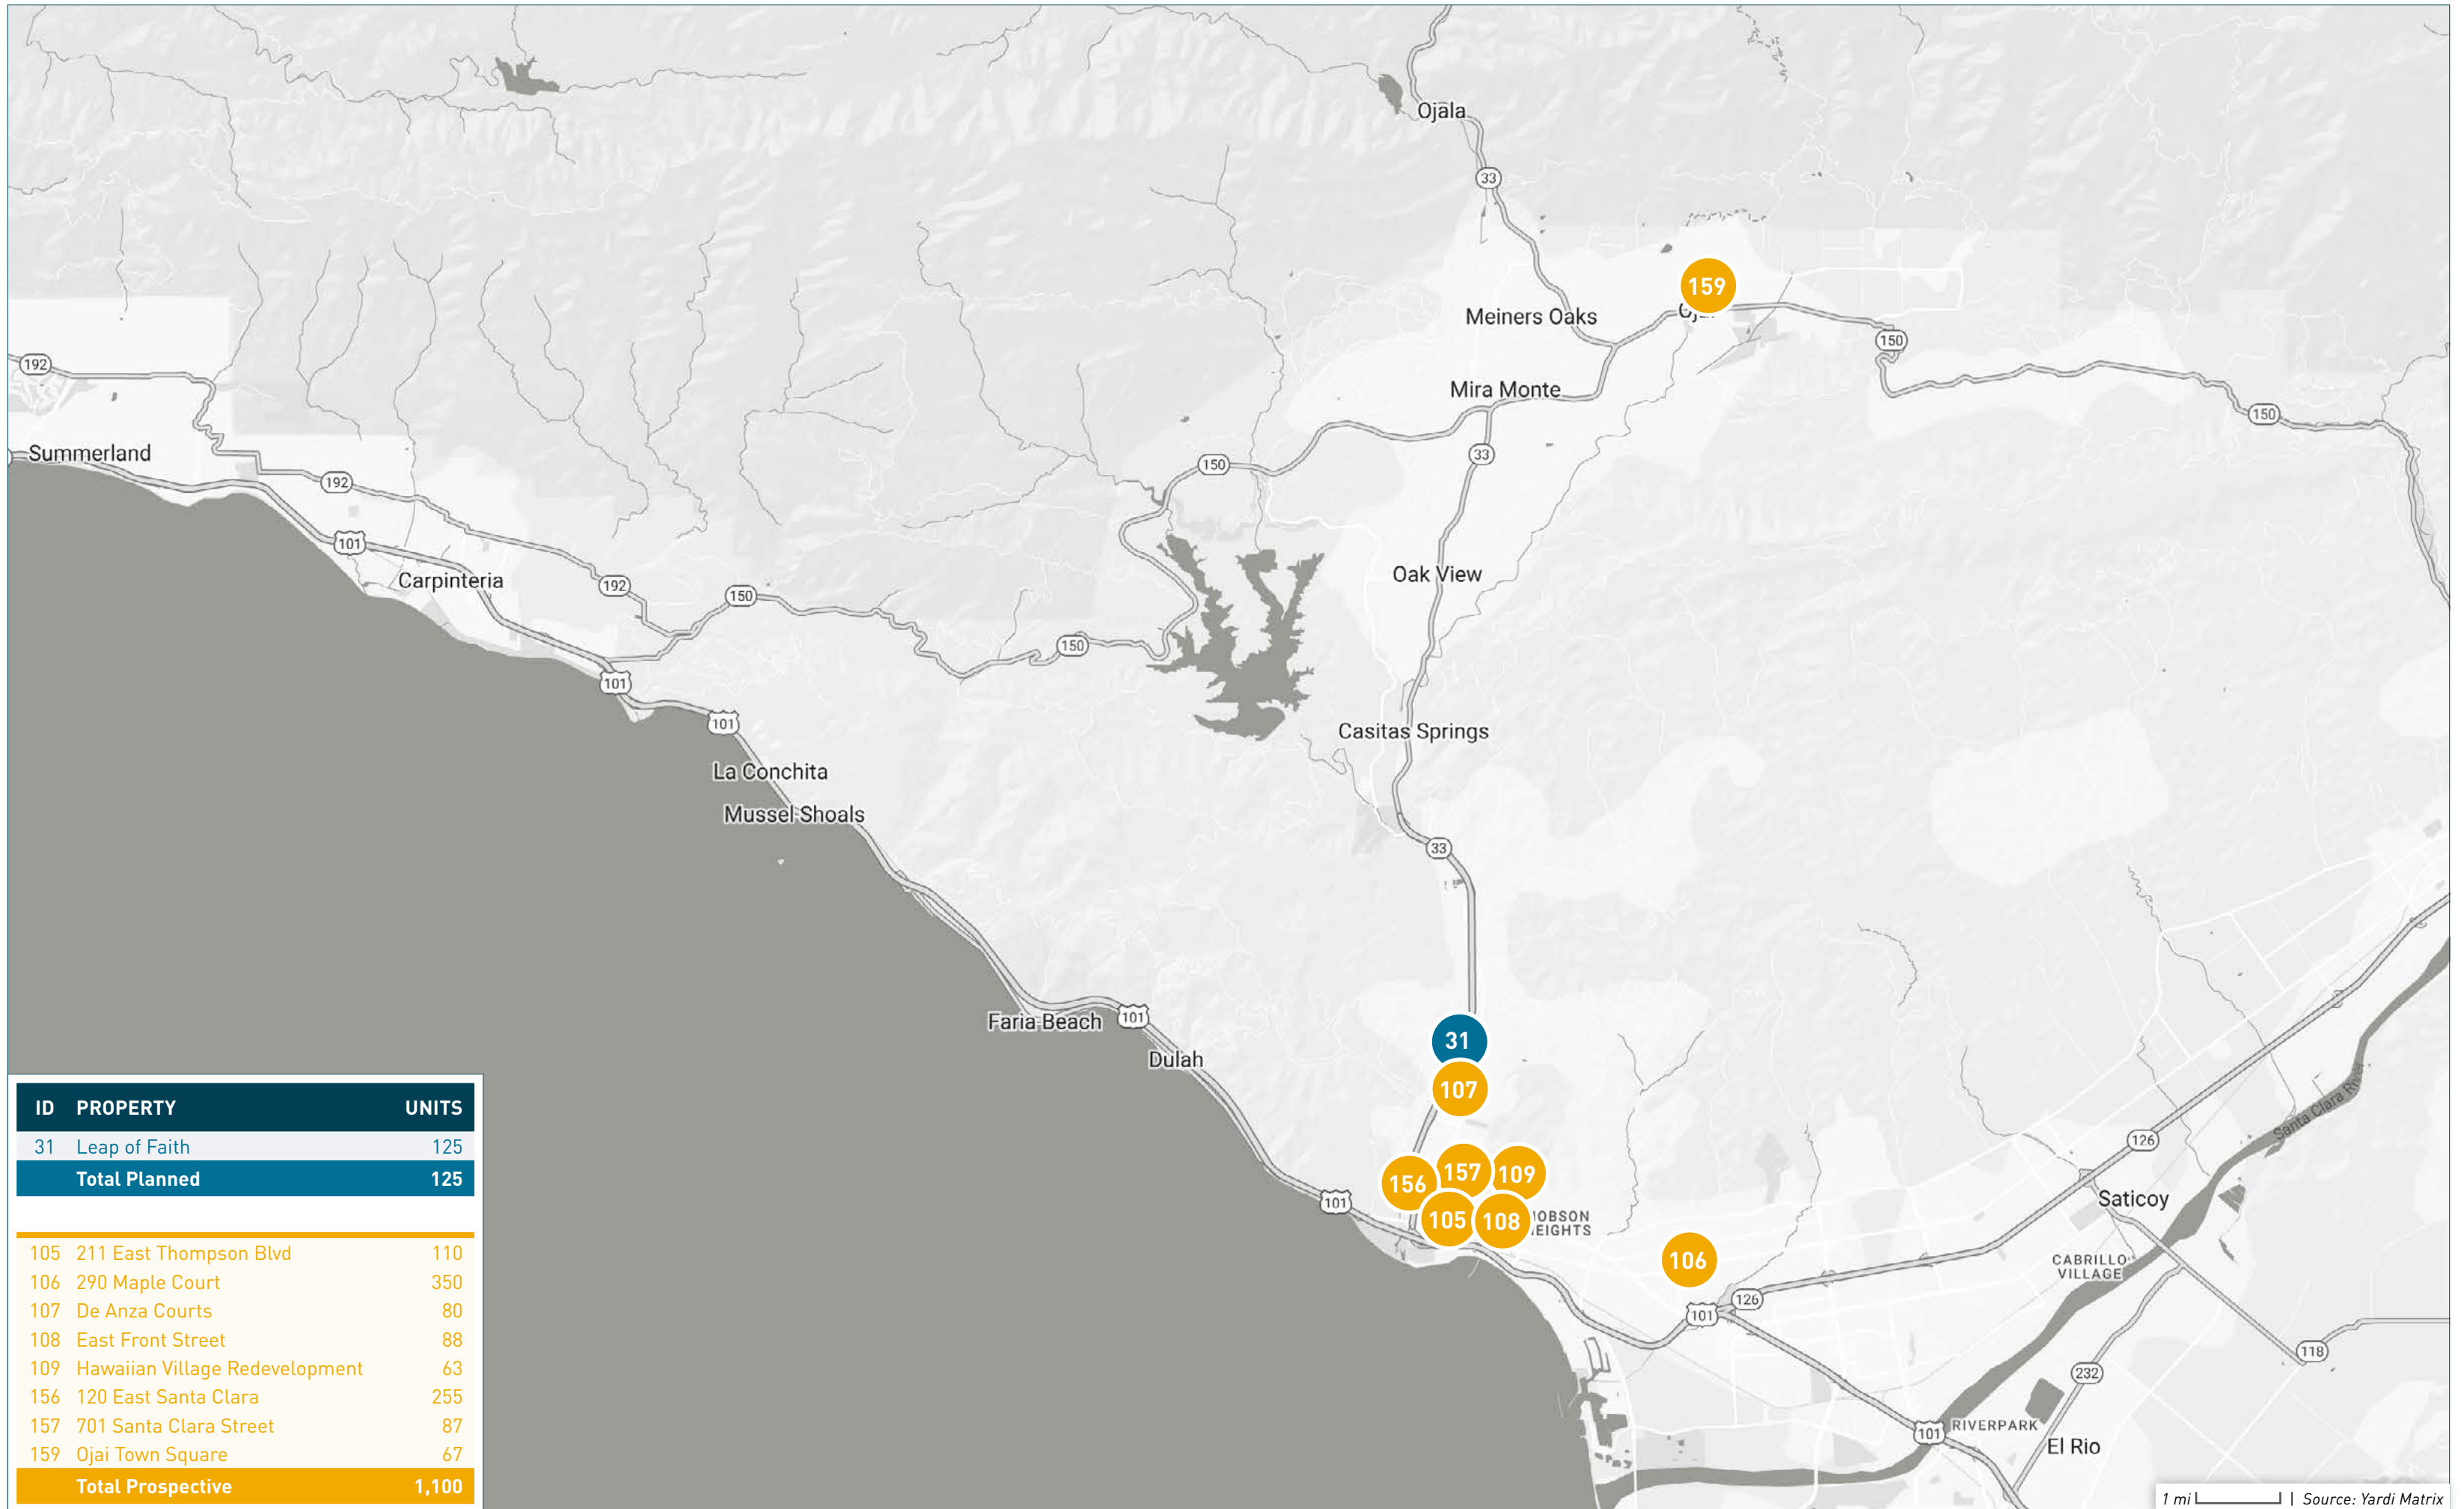 Ojala
33
159
Meiners Oaks
150
192
Mira Monte
150
Summerland
33
150
192
101
Oak View
Carpinteria
192
150
150
101
101
Casitas Springs
La Conchita
Mussel Shoals
33
Faria Beach
101
31
Dulah
107
126
Santa Clara River
157
109
156
101
Saticoy
105
108
106
CABRILLO
VILLAGE
126
101
118
232
101
RIVERPARK
El Rio
ID PROPERTY UNITS
31 Leap of Faith 125
Total Planned 125
105 211 East Thompson Blvd 110
106 290 Maple Court 350
107 De Anza Courts 80
108 East Front Street 88
109 Hawaiian Village Redevelopment 63
156 120 East Santa Clara 255
157 701 Santa Clara Street 87
159 Ojai Town Square 67
Total Prospective 1,100
1 mi | Source: Yardi Matrix